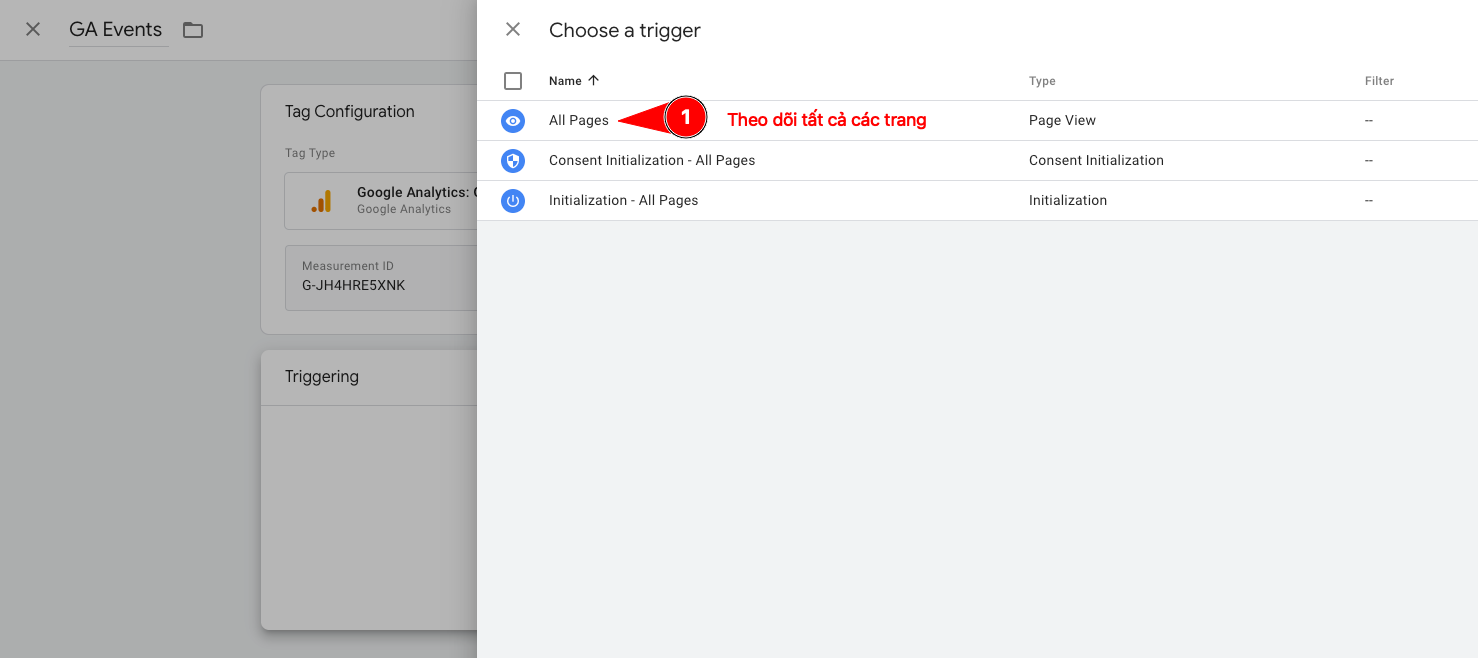 GA Events
Choose a trigger
Name Type Filter
All Pages 1 Theo dõi tất cả các trang Page View --
Consent Initialization - All Pages Consent Initialization --
Initialization - All Pages Initialization --
Tag Configuration
Tag Type
Google Analytics:
Google Analytics
Measurement ID
G-JH4HRE5XNK
Triggering